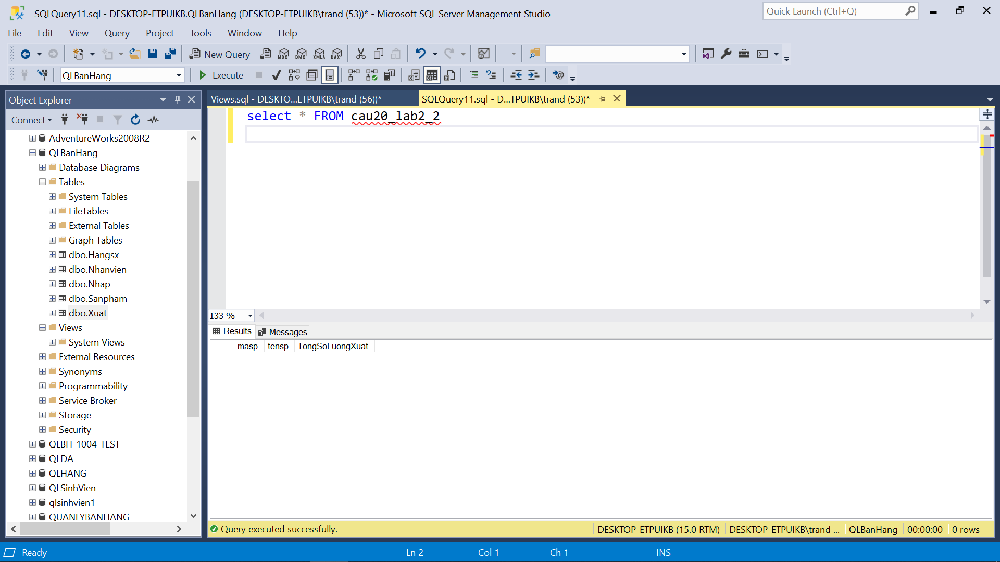 SQLQuery11.sql - DESKTOP-ETPUIKB.QLBanHang (DESKTOP-ETPUIKB\trand (53))* - Microsoft SQL Server Management Studio
Quick Launch (Ctrl+Q)
File Edit View Query Project Tools Window Help
New Query MDX DMX XMLA DAX
QLBanHang
Execute
Object Explorer
Views.sql - DESKTO...ETPUIKB\trand (56))*
SQLQuery11.sql - D...TPUIKB\trand (53))*
Connect
select * FROM cau20_lab2_2
AdventureWorks2008R2
QLBanHang
Database Diagrams
Tables
System Tables
FileTables
External Tables
Graph Tables
dbo.Hangsx
dbo.Nhanvien
dbo.Nhap
dbo.Sanpham
dbo.Xuat
Views
System Views
External Resources
Synonyms
Programmability
Service Broker
Storage
Security
QLBH_1004_TEST
QLDA
QLHANG
QLSinhVien
qlsinhvien1
QUANLYBANHANG
133 %
Results Messages
masp tensp TongSoLuongXuat
Query executed successfully.
DESKTOP-ETPUIKB (15.0 RTM) DESKTOP-ETPUIKB\trand ... QLBanHang 00:00:00 0 rows
Ready Ln 2 Col 1 Ch 1 INS